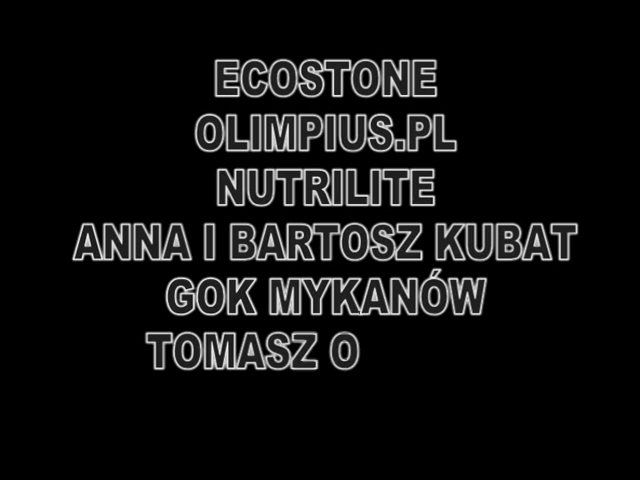 ECOSTONE
OLIMPIUS.PL
NUTRILITE
ANNA I BARTOSZ KUBAT
GOK MYKANÓW
TOMASZ O